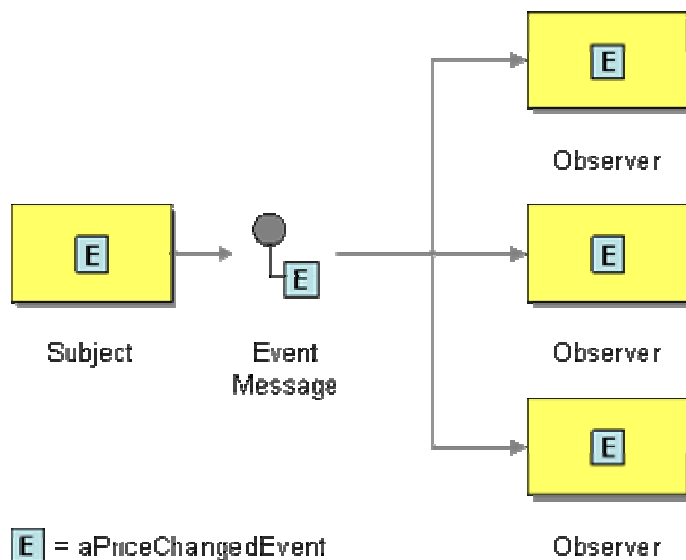 E
Observer
E
Subject
E
Event
Message
E
Observer
E
Observer
E = aPriceChangedEvent